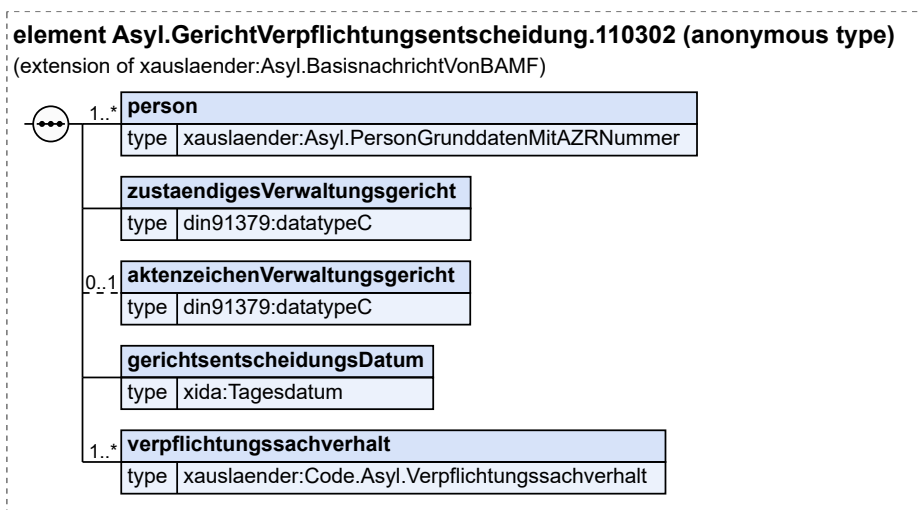 element Asyl.GerichtVerpflichtungsentscheidung.110302 (anonymous type)
(extension of xauslaender:Asyl.BasisnachrichtVonBAMF)
1..* person
type xauslaender:Asyl.PersonGrunddatenMitAZRNummer
zustaendigesVerwaltungsgericht
type din91379:datatypeC
0..1 aktenzeichenVerwaltungsgericht
type din91379:datatypeC
gerichtsentscheidungsDatum
type xida:Tagesdatum
1..* verpflichtungssachverhalt
type xauslaender:Code.Asyl.Verpflichtungssachverhalt